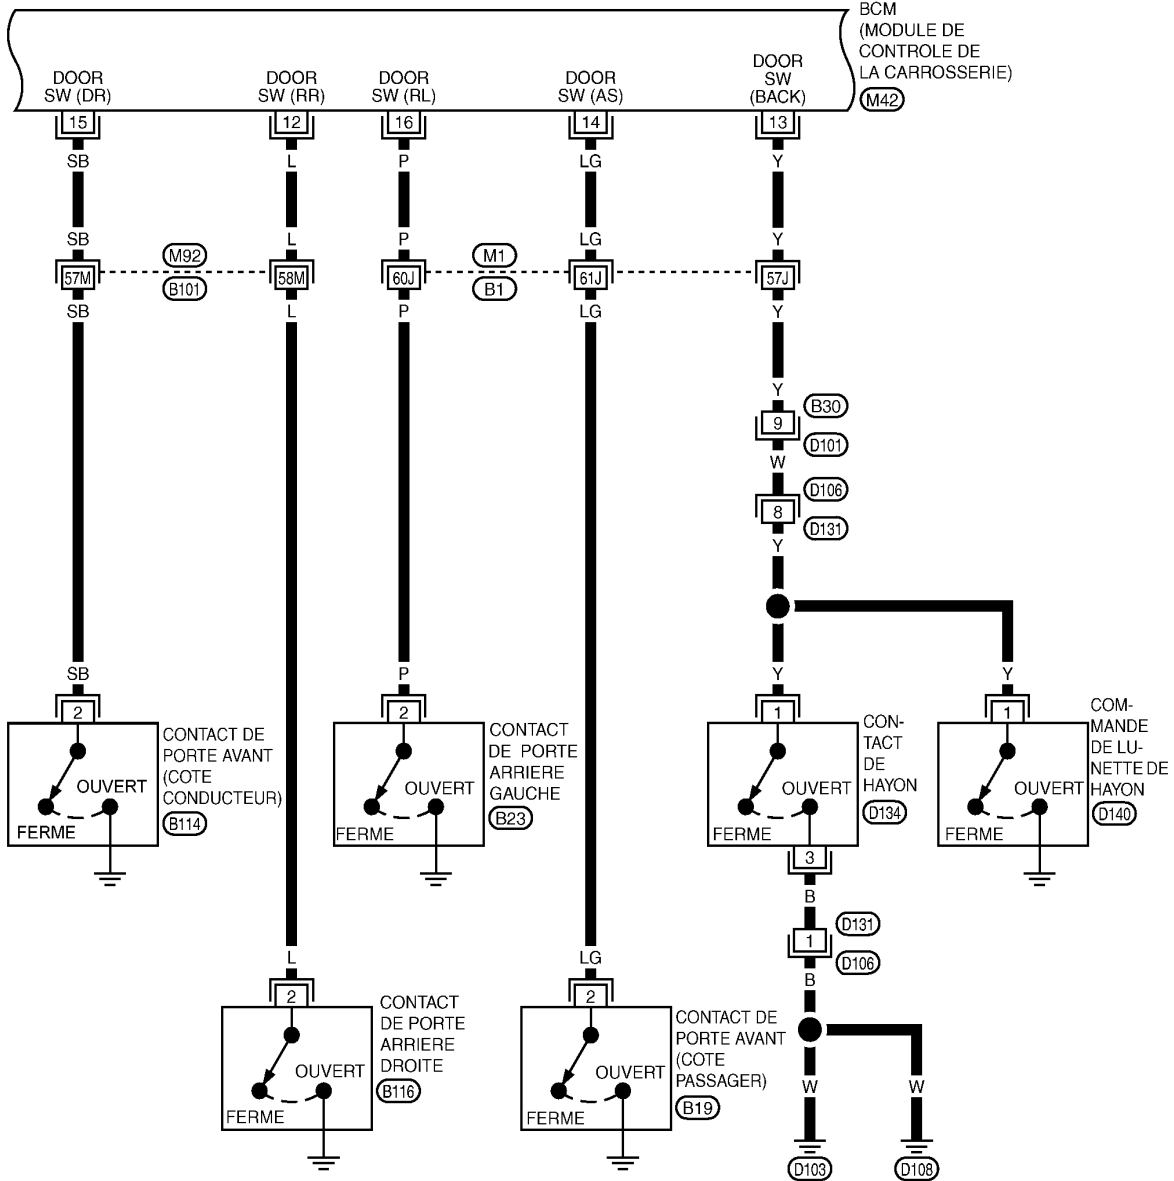 BCM
(MODULE DE
CONTROLE DE
LA CARROSSERIE)
M42
DOOR
SW (DR)
DOOR
SW (RR)
DOOR
SW (RL)
DOOR
SW (AS)
DOOR
SW
(BACK)
15
12
16
14
13
SB
L
P
LG
Y
SB
L
P
LG
Y
M92
M1
57M
58M
60J
61J
57J
B101
B1
SB
L
P
LG
Y
Y
B30
9
D101
W
D106
8
D131
Y
SB
P
Y
Y
2
2
1
1
CONTACT DE
PORTE AVANT
(COTE
CONDUCTEUR)
B114
OUVERT
FERME
CONTACT
DE PORTE
ARRIERE
GAUCHE
B23
OUVERT
FERME
CON-
TACT
DE
HAYON
D134
OUVERT
FERME
COM-
MANDE
DE LU-
NETTE DE
HAYON
D140
OUVERT
FERME
3
B
D131
1
D106
B
L
LG
2
2
CONTACT
DE PORTE
ARRIERE
DROITE
B116
OUVERT
FERME
CONTACT DE
PORTE AVANT
(COTE
PASSAGER)
B19
OUVERT
FERME
W
W
D103
D108